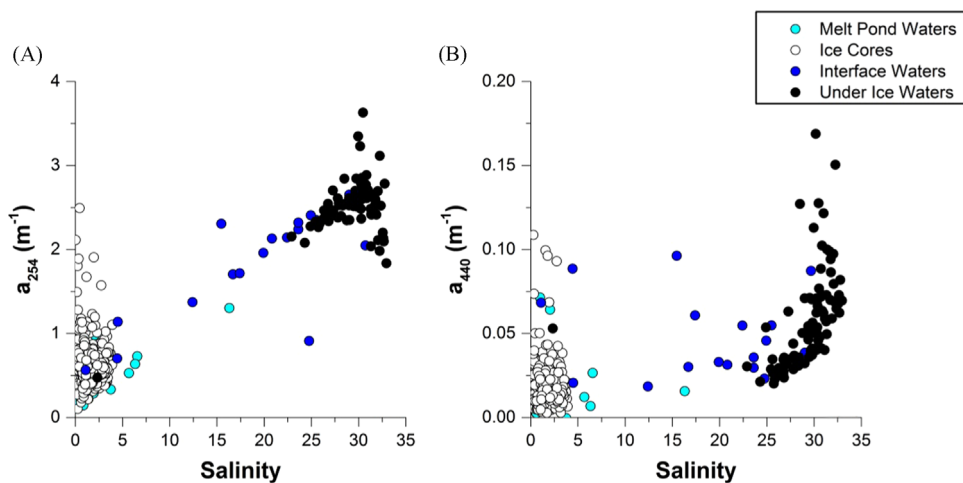 Melt Pond Waters
Ice Cores
Interface Waters
Under Ice Waters
(A)
4
3
2
1
0
a254 (m-1)
0 5 10 15 20 25 30 35
Salinity
(B)
0.20
0.15
0.10
0.05
0.00
a440 (m-1)
0 5 10 15 20 25 30 35
Salinity